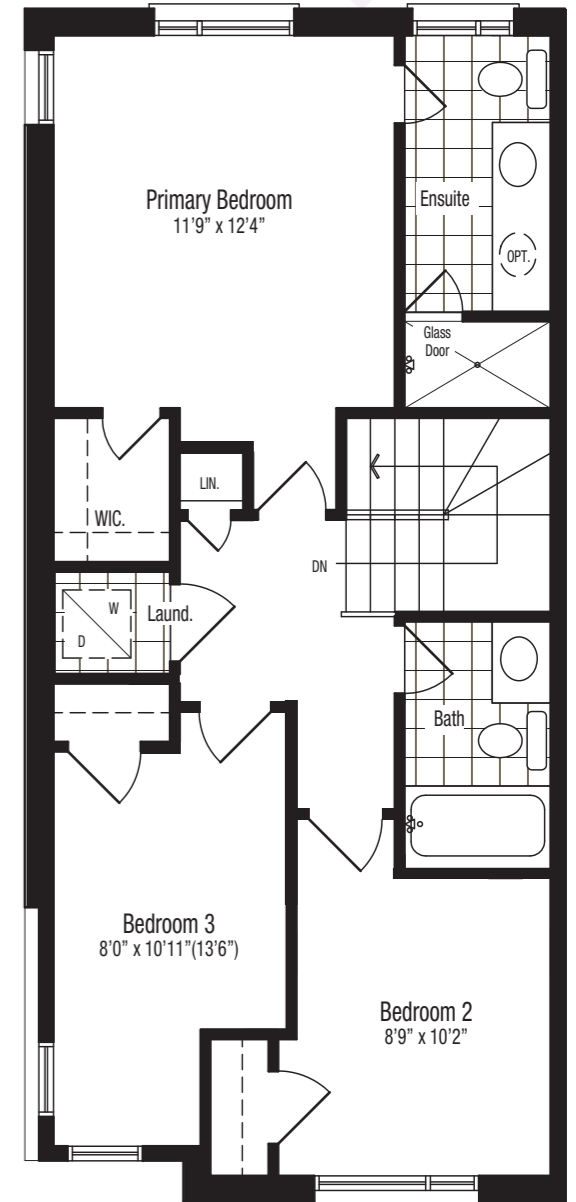 Primary Bedroom
11’9” x 12’4”
Ensuite
OPT.
Glass
Door
LIN.
WIC.
DN
W
Laund.
D
Bath
Bedroom 3
8’0” x 10’11”(13’6”)
Bedroom 2
8’9” x 10’2”